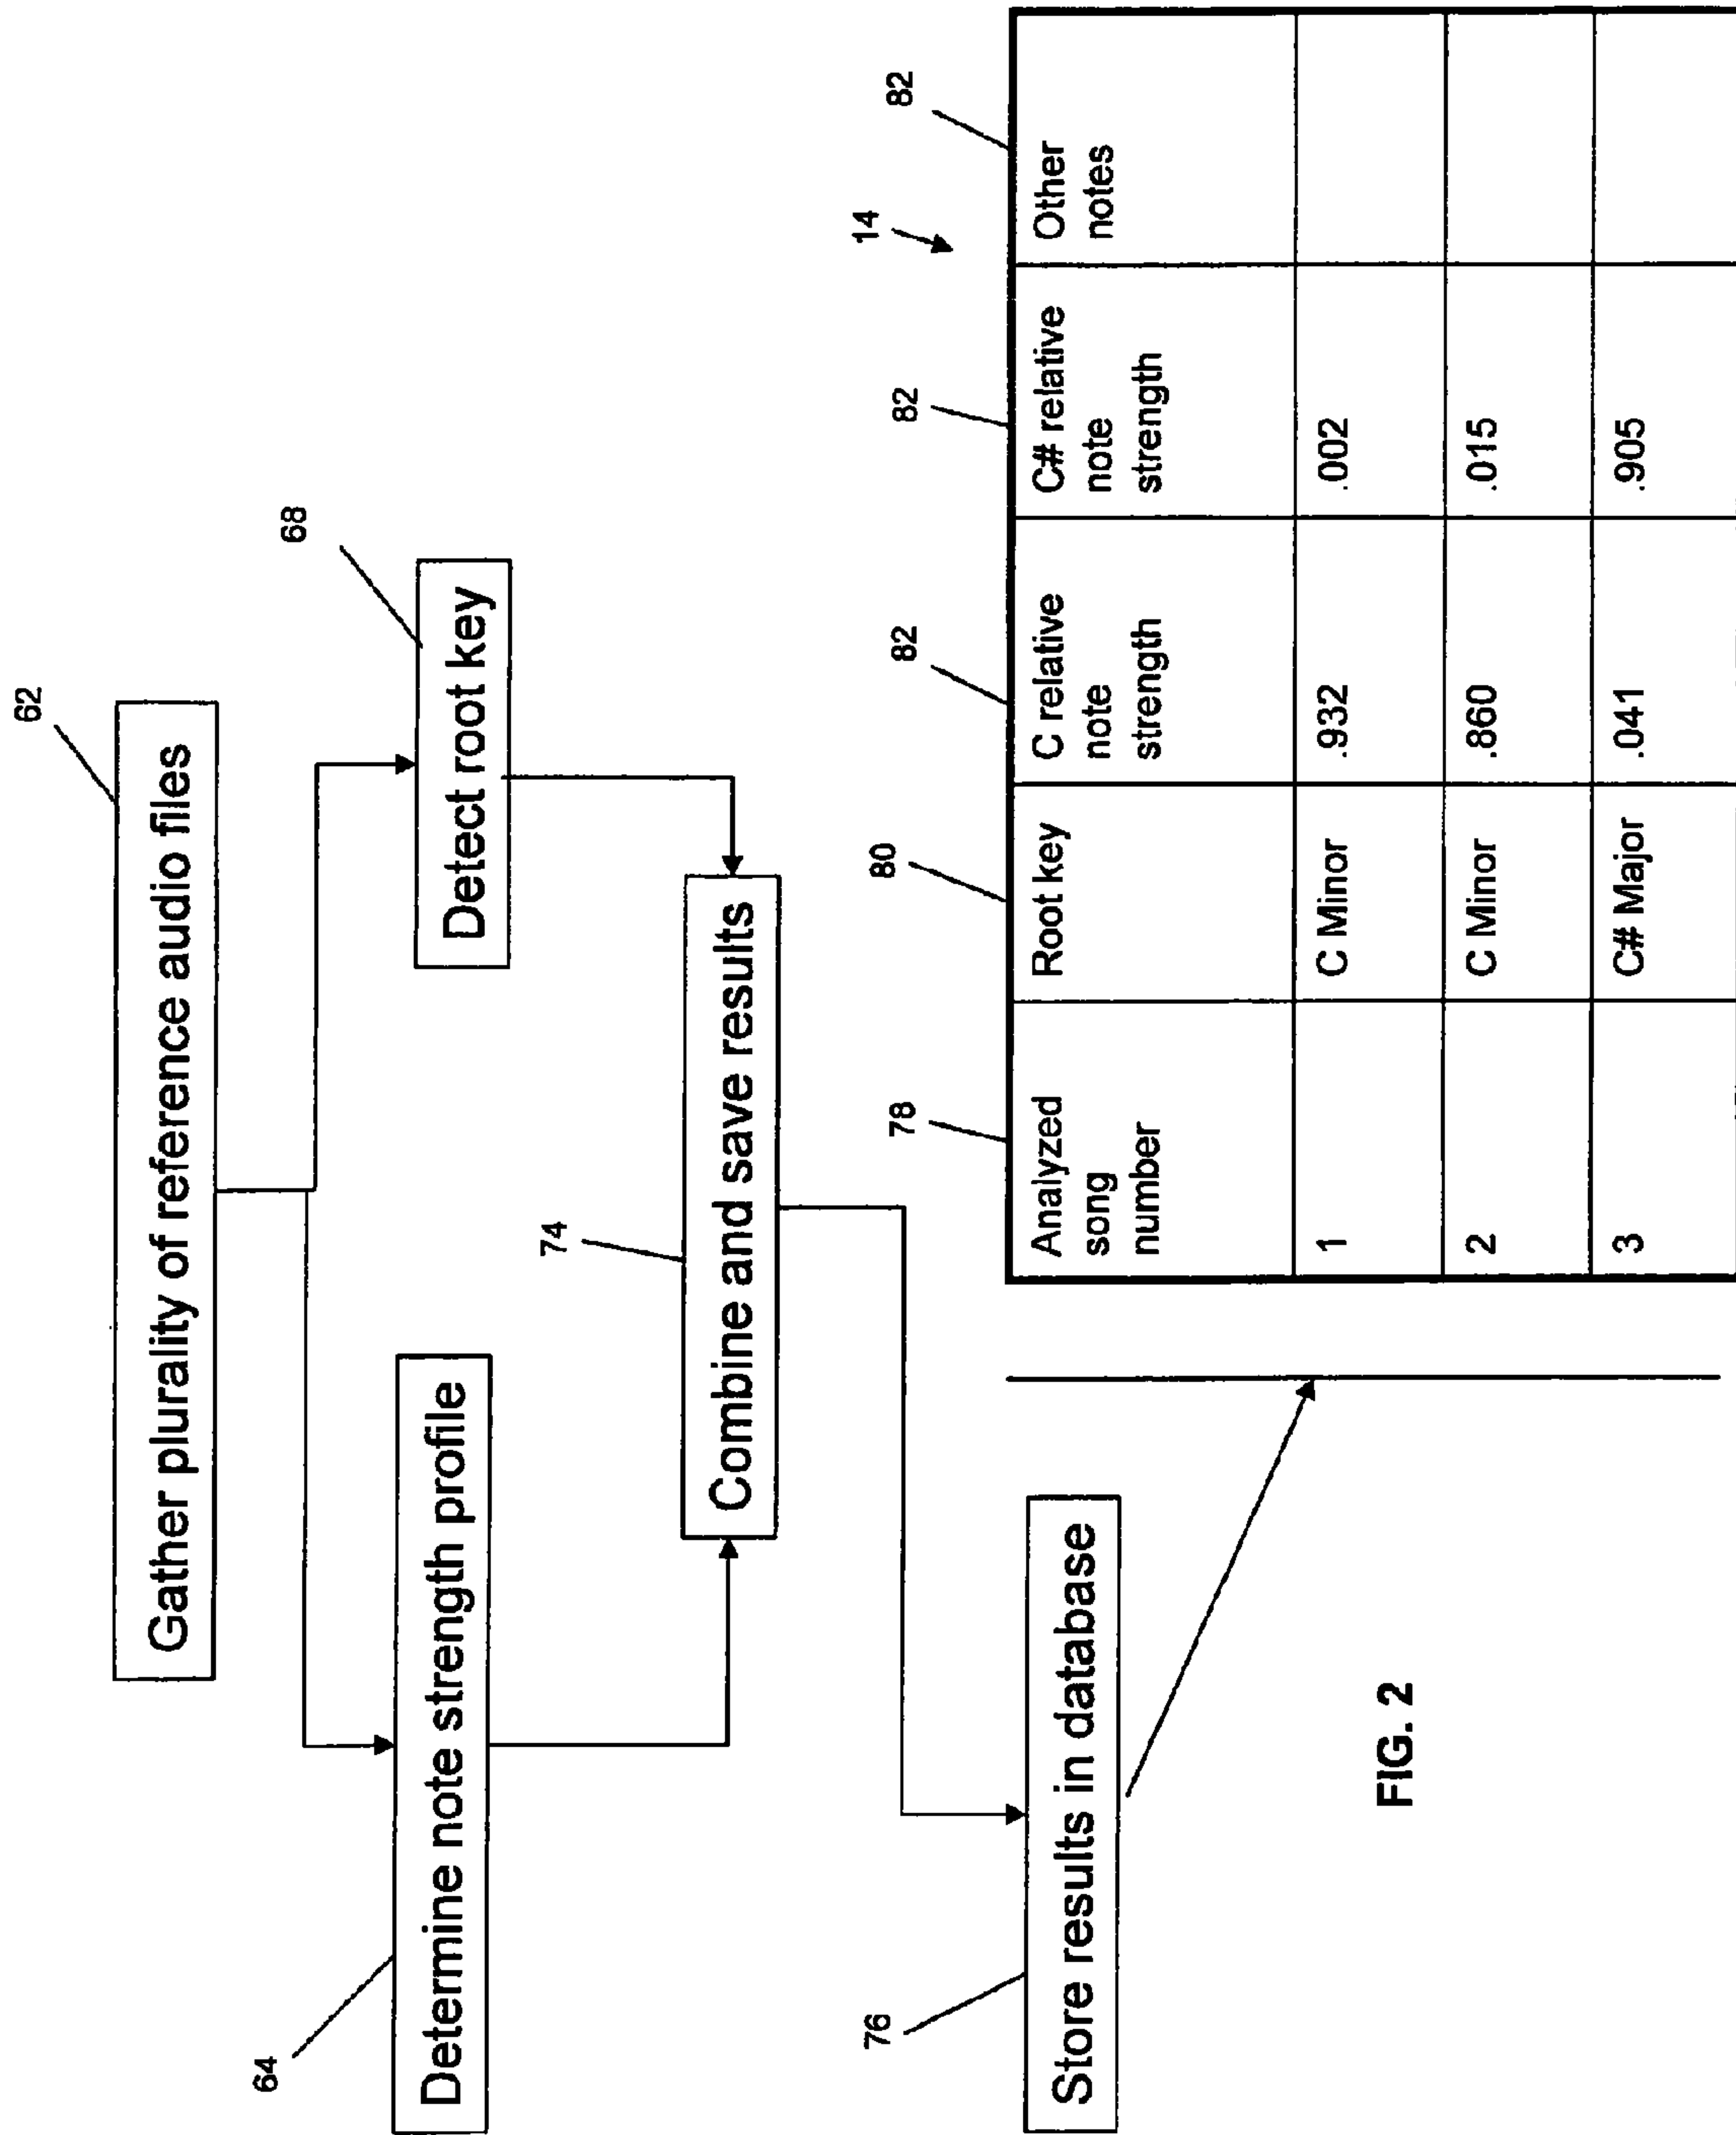 62
Gather plurality of reference audio files
64
68
Determine note strength profile
Detect root key
74
Combine and save results
76
Store results in database
14
78
80
82
82
82
Analyzed song number
Root key
C relative note strength
C# relative note strength
Other notes
1
C Minor
.932
.002
2
C Minor
.860
.015
3
C# Major
.041
.905
FIG. 2